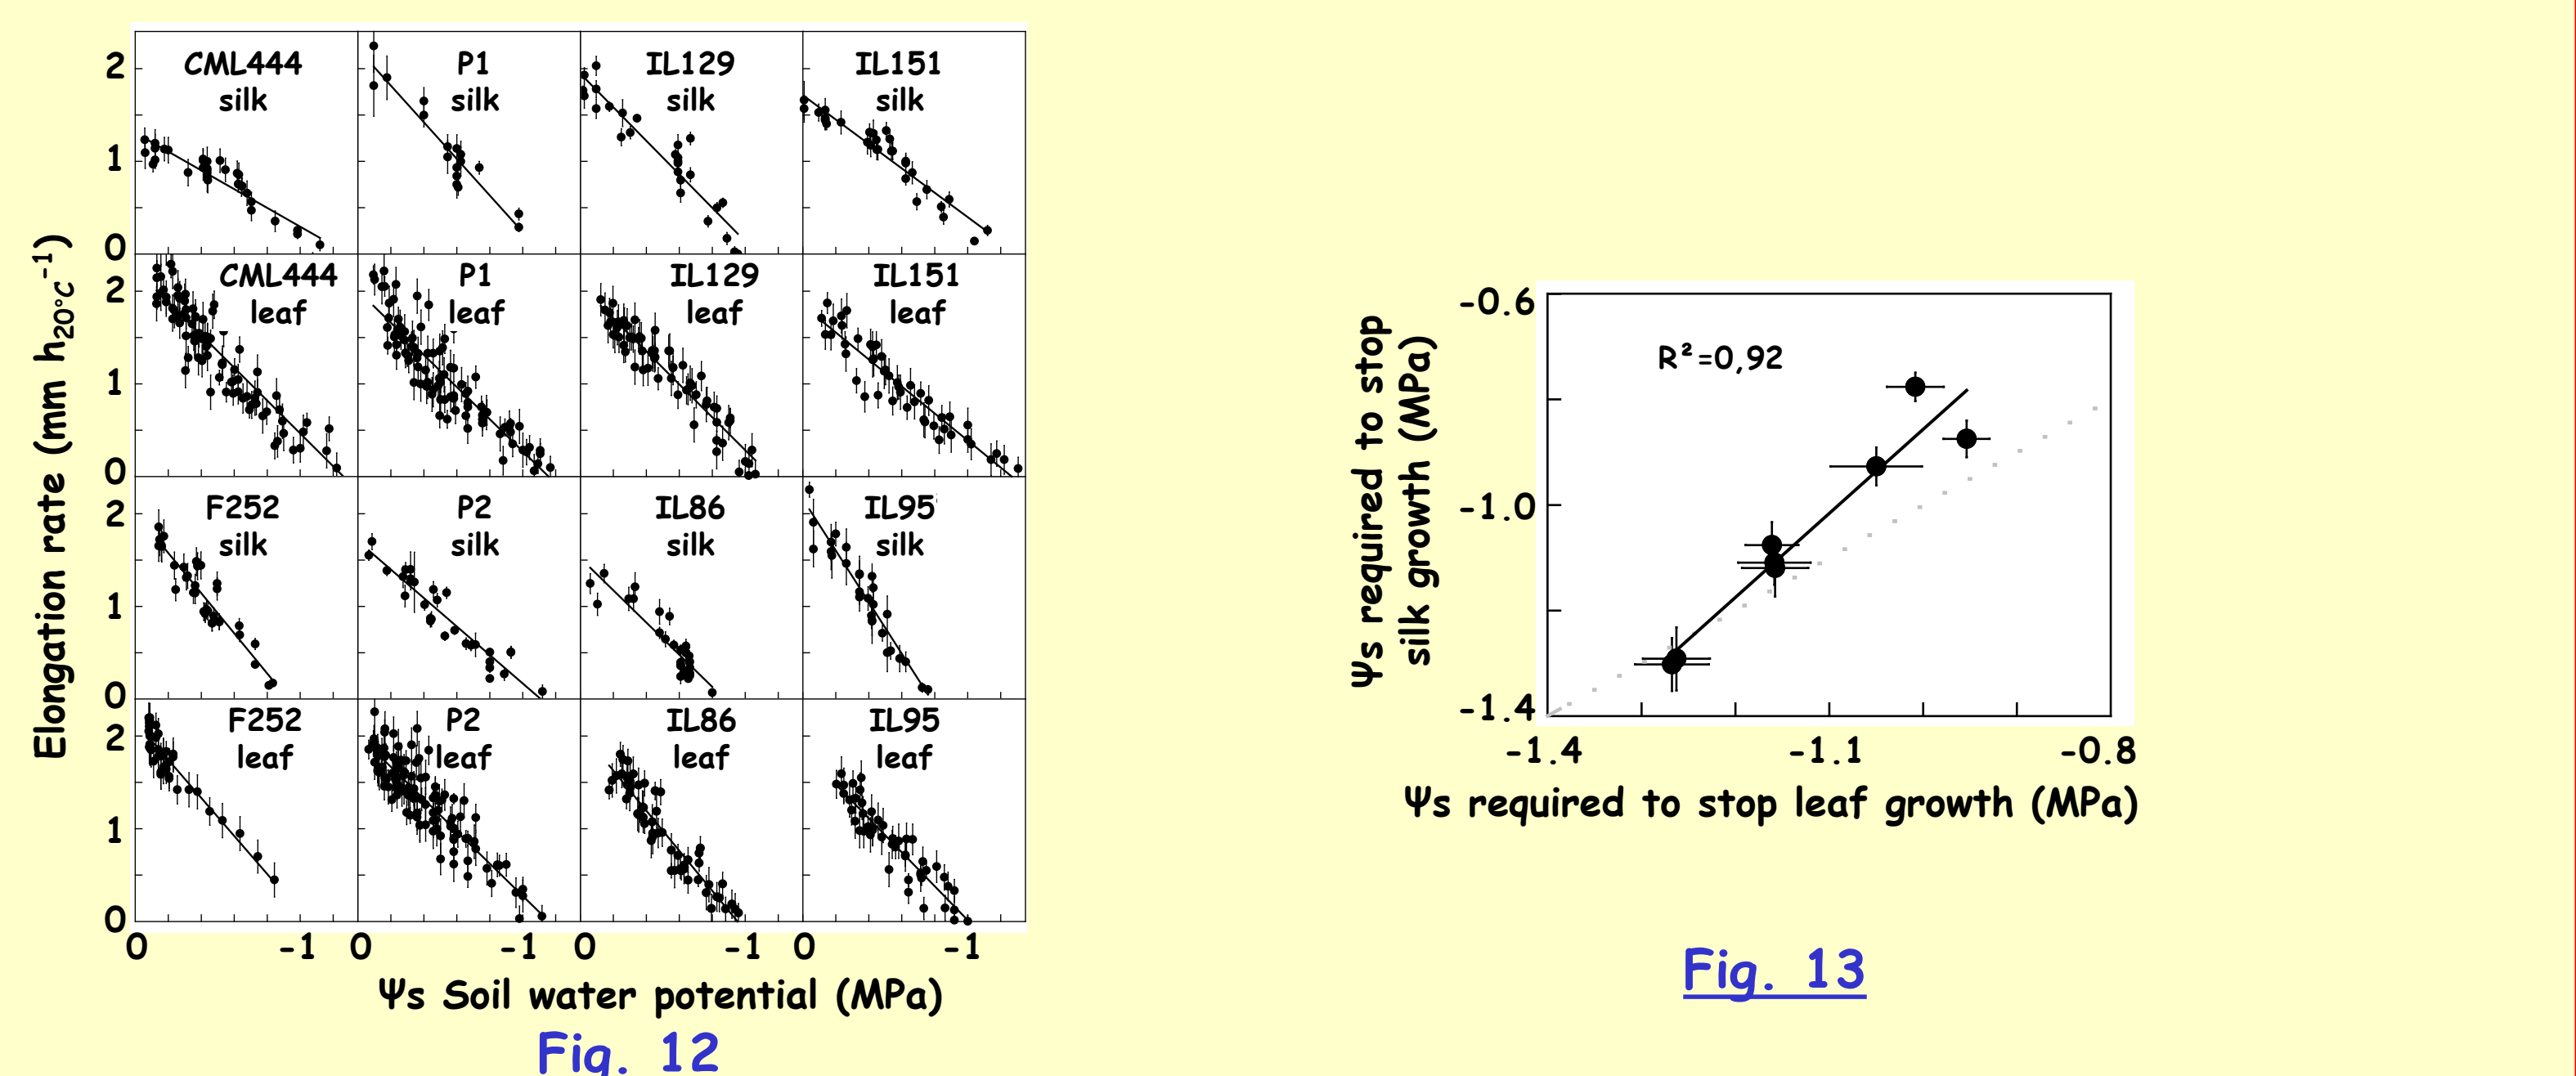 2
CML444
silk
P1
silk
IL129
silk
IL151
silk
1
0
2
CML444
leaf
P1
leaf
IL129
leaf
IL151
leaf
1
0
2
F252
silk
P2
silk
IL86
silk
IL95
silk
1
0
2
F252
leaf
P2
leaf
IL86
leaf
IL95
leaf
1
0
0 -1 0 -1 0 -1 0 -1
Elongation rate (mm h20°C-1)
Ψs Soil water potential (MPa)
Fig. 12
Ψs required to stop
silk growth (MPa)
-0.6
R²=0,92
-1.0
-1.4
-1.4 -1.1 -0.8
Ψs required to stop leaf growth (MPa)
Fig. 13